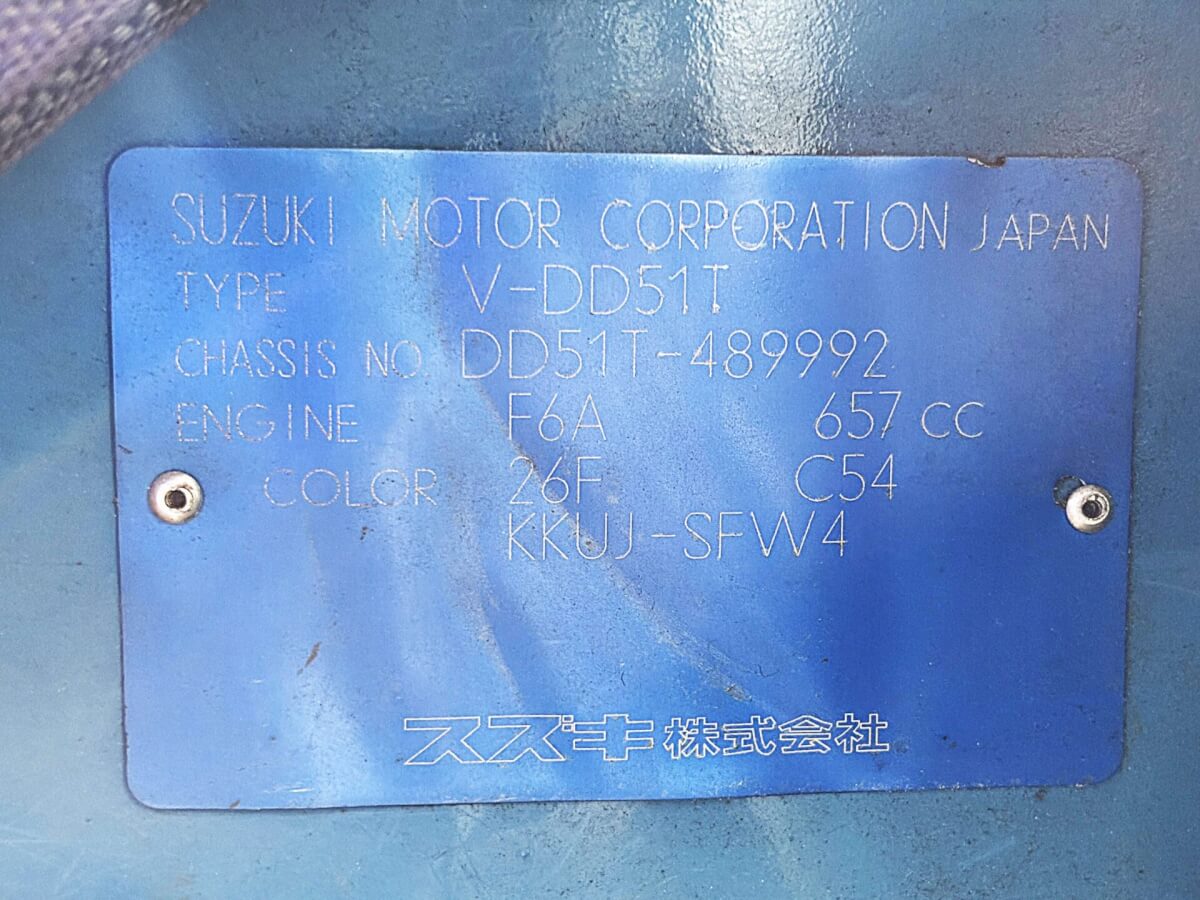 SUZUKI MOTOR CORPORATION JAPAN
TYPE V-DD51T
CHASSIS NO. DD51T-489992
ENGINE F6A 657 CC
COLOR 26F C54
KKUJ-SFW4
スズキ株式会社